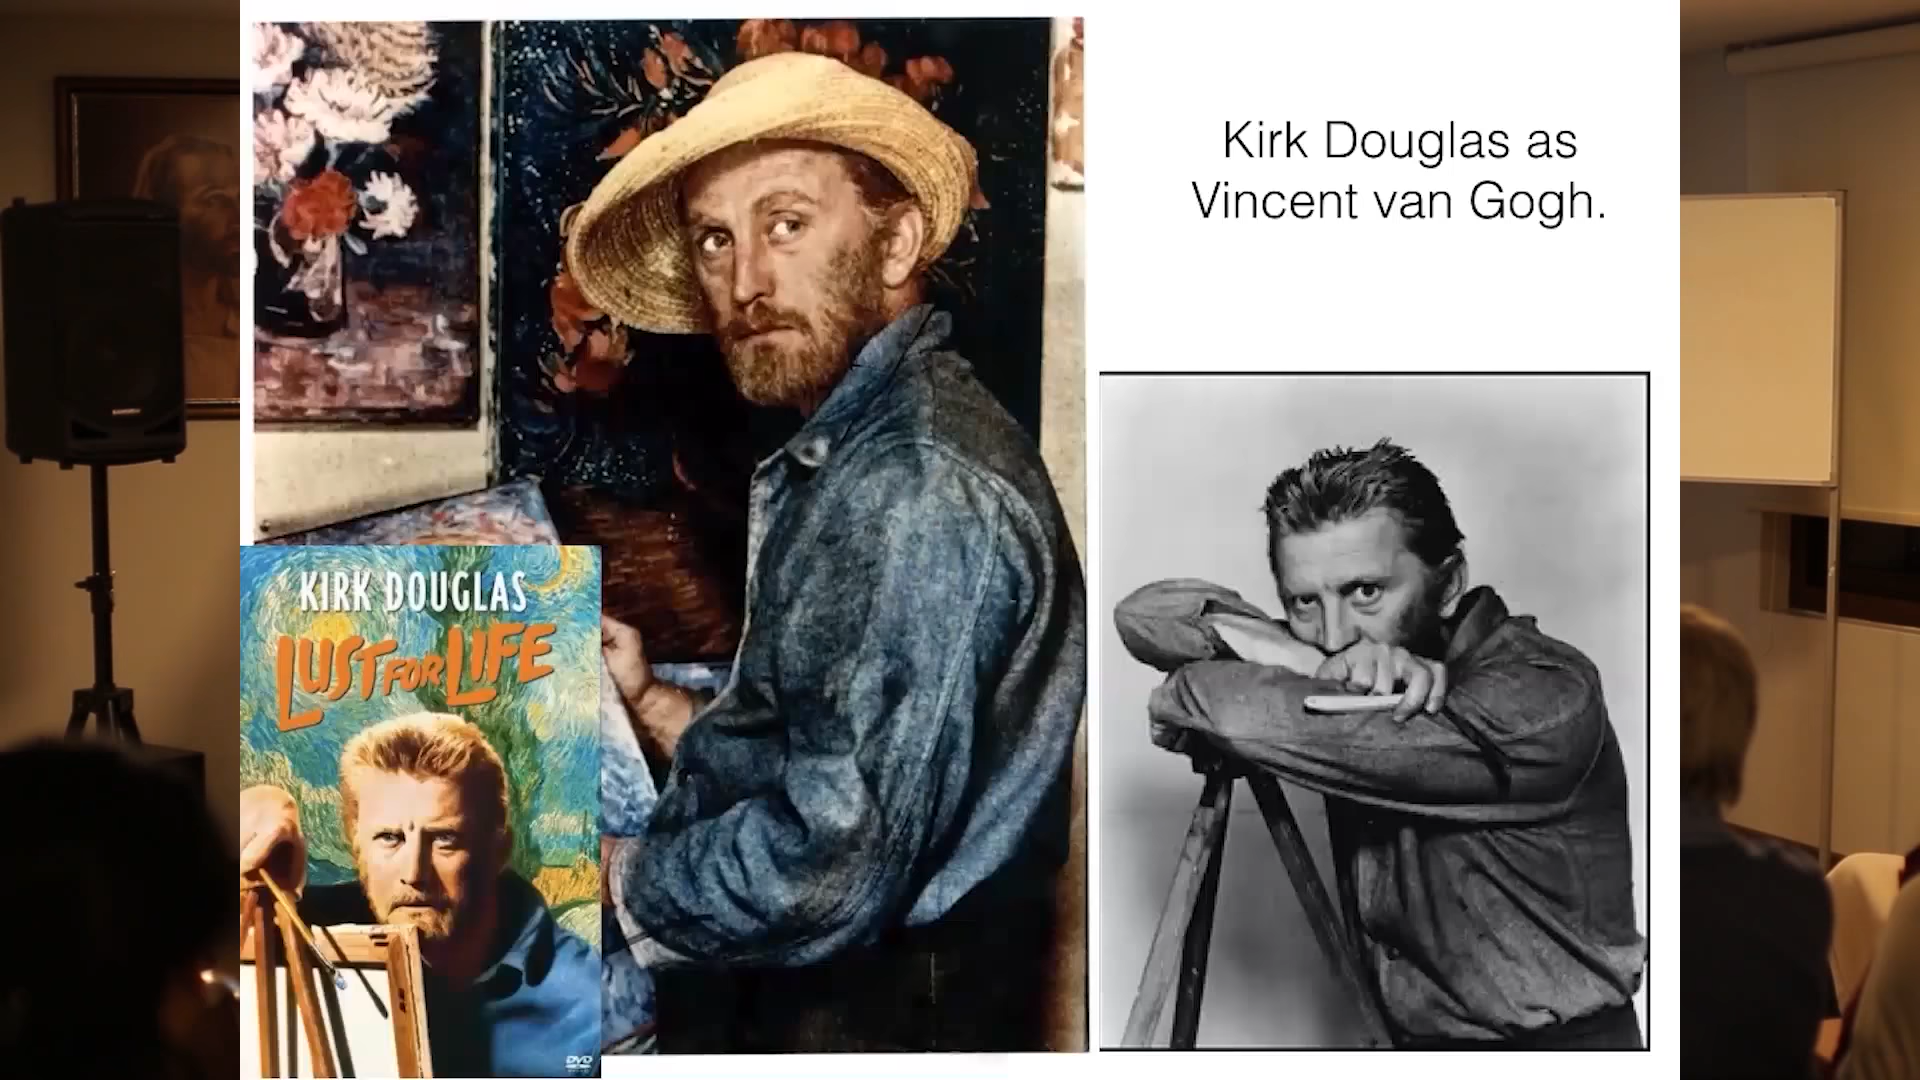 Kirk Douglas as
Vincent van Gogh.
KIRK DOUGLAS
LUST FOR LIFE
DVD